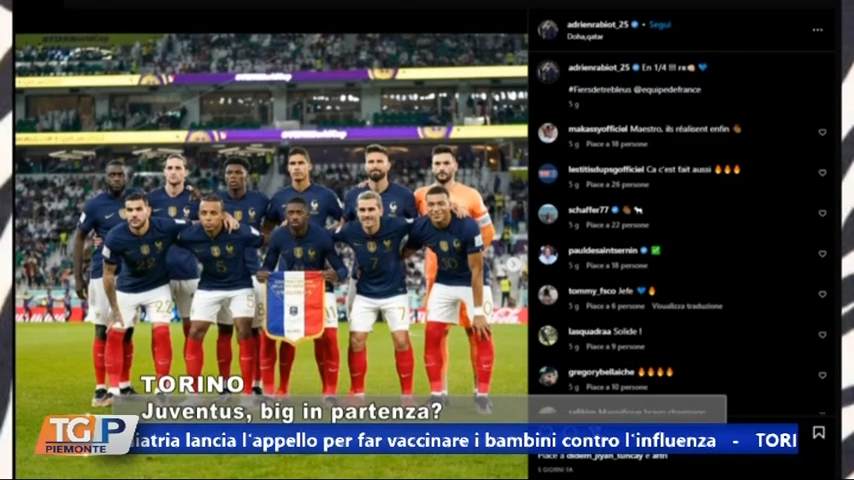 adrienrabiot_25 • Segui
Doha,qatar
adrienrabiot_25 En 1/4 !!!
#Fiersdetrebleus @equipedefrance
5 g
makassyofficiel Maestro, ils réalisent enfin
5 g Piace a 18 persone
lestitisdupsgofficiel Ca c'est fait aussi
5 g Piace a 26 persone
schaffer77
5 g Piace a 22 persone
pauldesaintsernin
5 g Piace a 18 persone
tommy_fsco Jefe
5 g Piace a 6 persone Visualizza traduzione
lasquadraa Solide !
5 g Piace a 9 persone
gregorybellaiche
5 g Piace a 10 persone
5 GIORNI FA
TORINO
Juventus, big in partenza?
TGP
PIEMONTE
iatria lancia l'appello per far vaccinare i bambini contro l'influenza - TORI